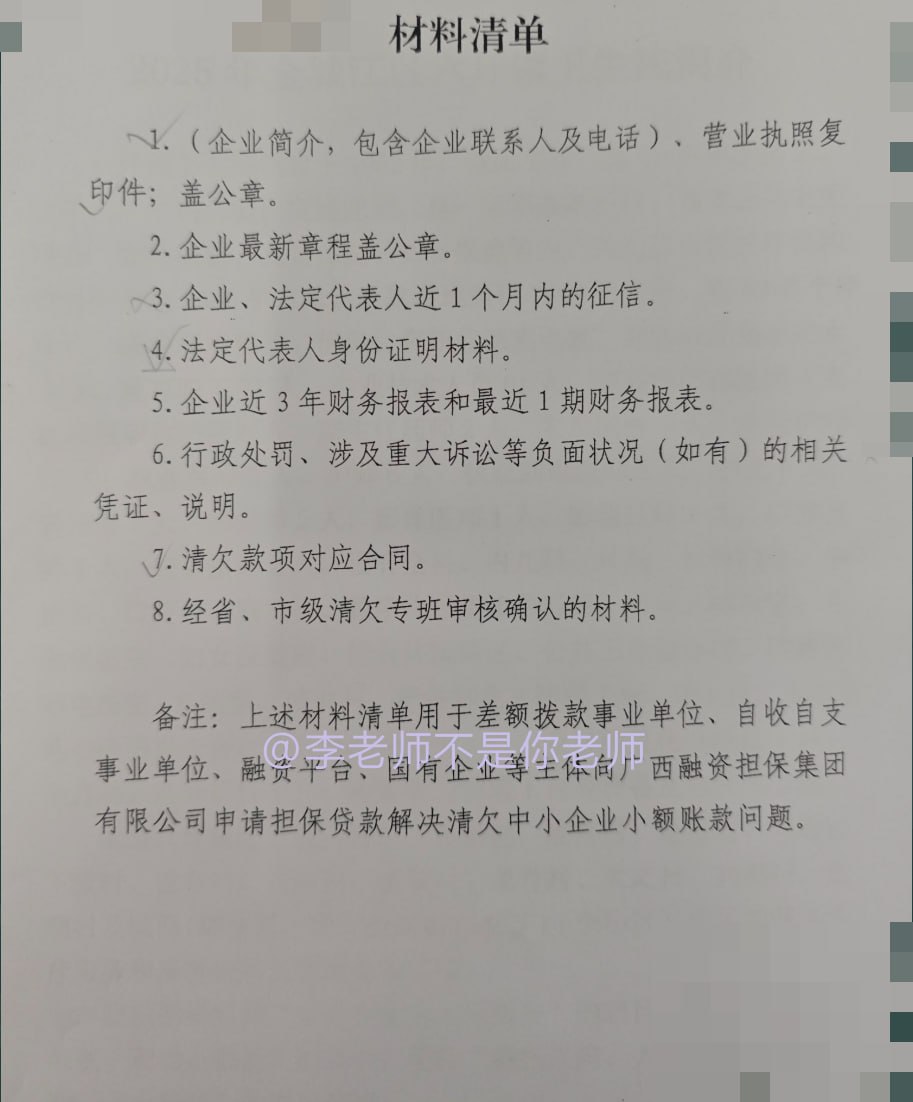 材料清单
1.（企业简介，包含企业联系人及电话）、营业执照复
印件；盖公章。
2.企业最新章程盖公章。
3.企业、法定代表人近1个月内的征信。
4.法定代表人身份证明材料。
5.企业近3年财务报表和最近1期财务报表。
6.行政处罚、涉及重大诉讼等负面状况（如有）的相关
凭证、说明。
7.清欠款项对应合同。
8.经省、市级清欠专班审核确认的材料。
备注：上述材料清单用于差额拨款事业单位、自收自支
@李老师不是你老师
事业单位、融资平台、国有企业等主体向广西融资担保集团
有限公司申请担保贷款解决清欠中小企业小额账款问题。